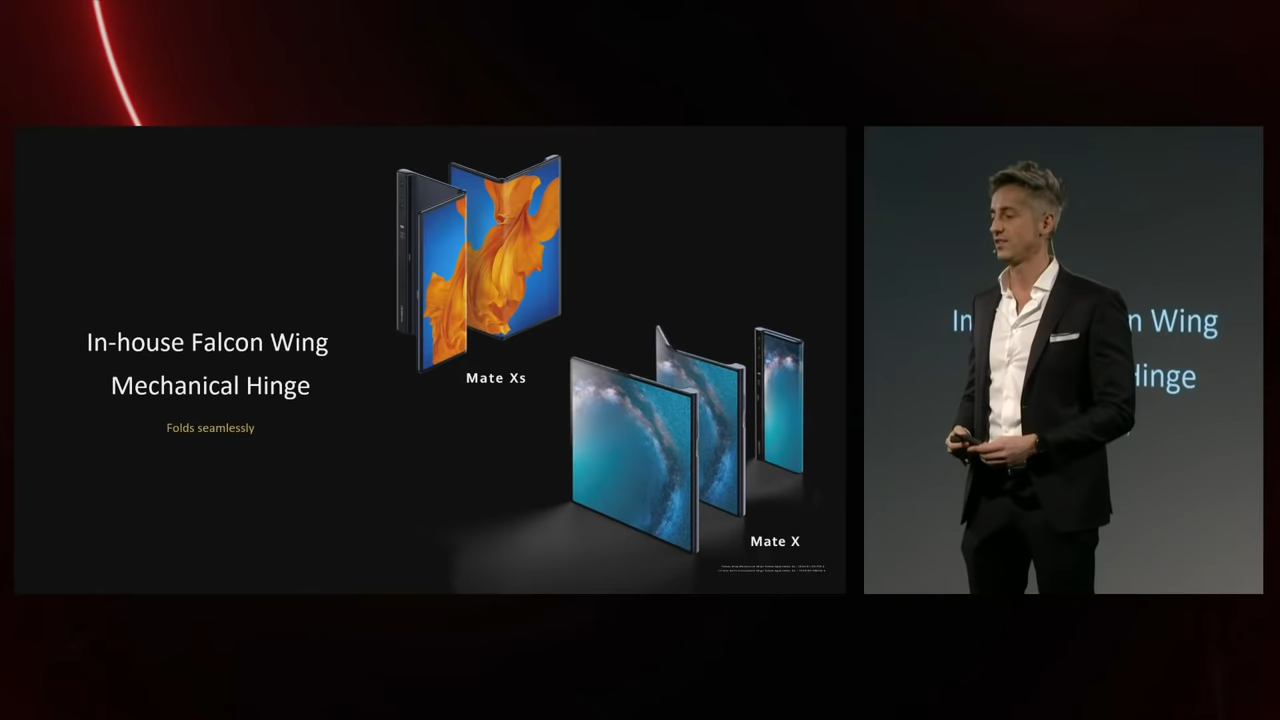 In-house Falcon Wing
Mechanical Hinge
Folds seamlessly
Mate Xs
Mate X
In
n Wing
Hinge